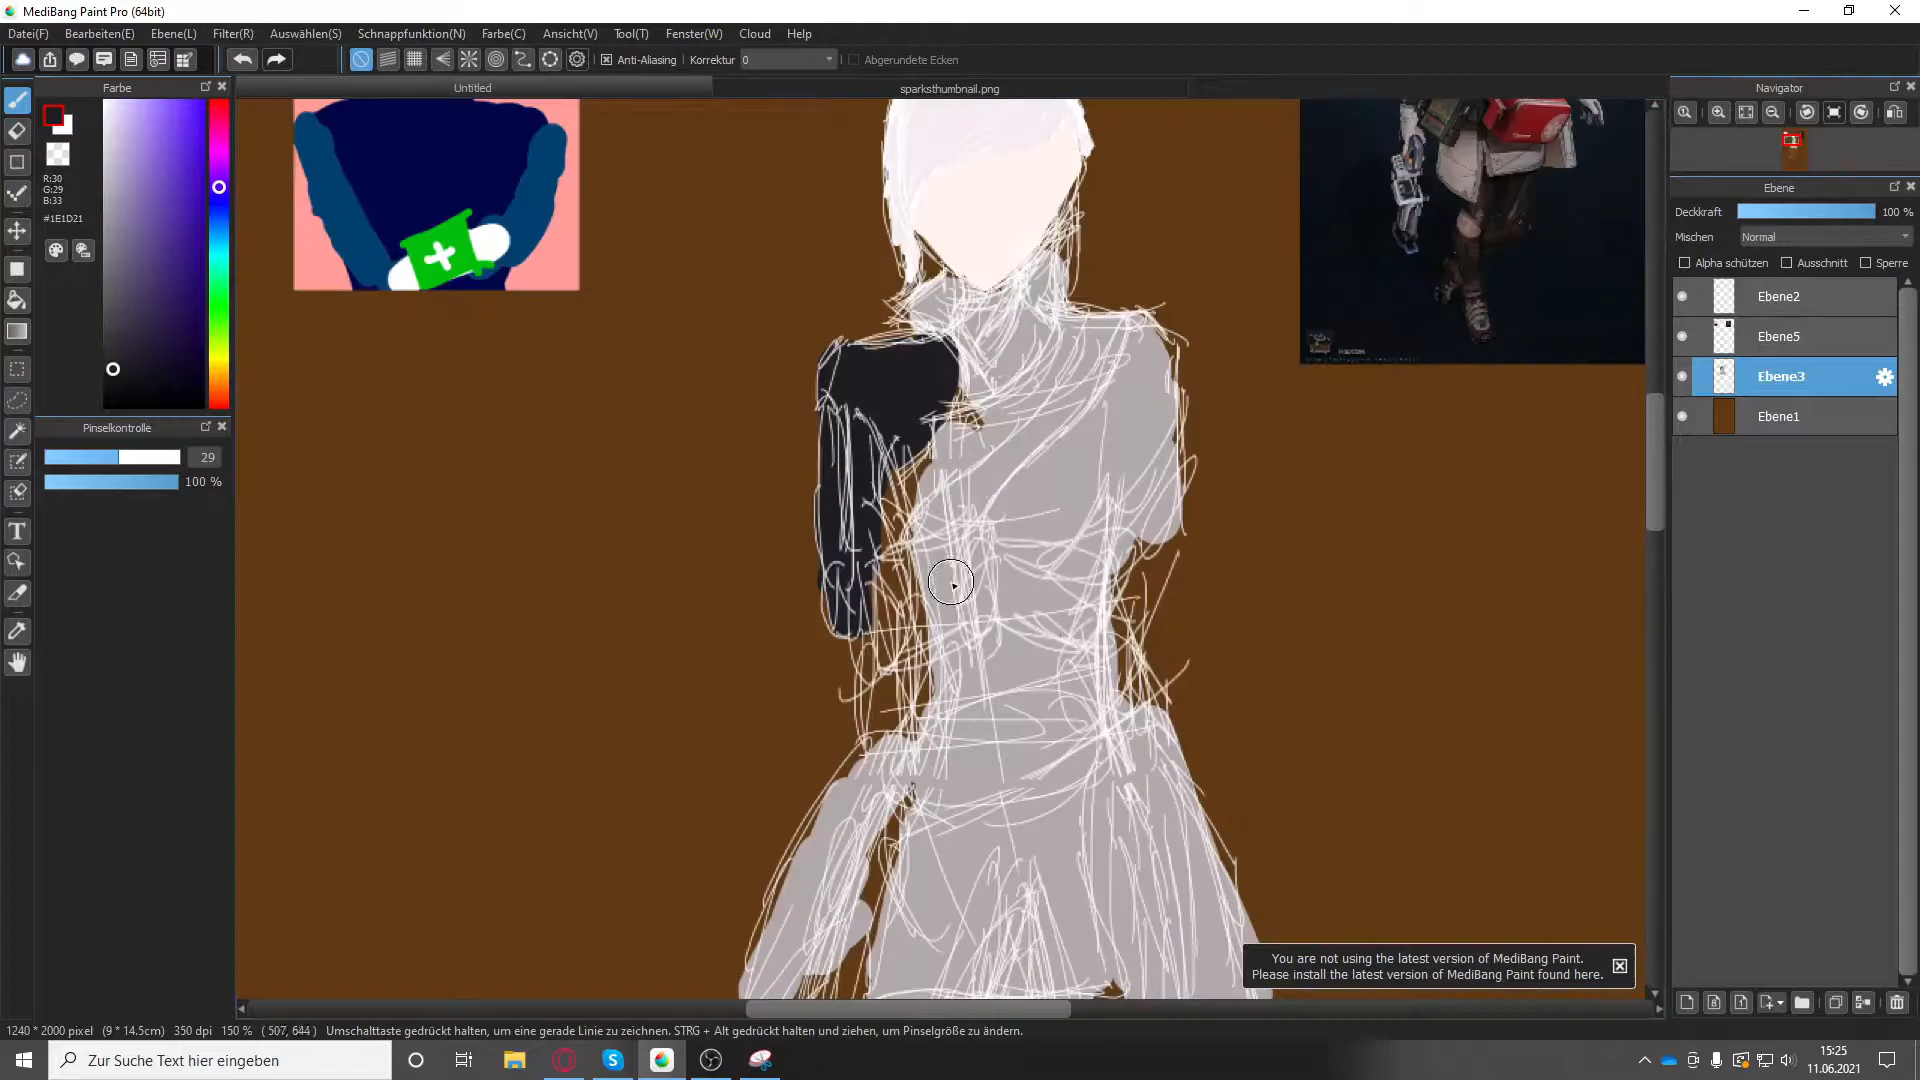 MediBang Paint Pro (64bit)
Datei(F) Bearbeiten(E) Ebene(L) Filter(R) Auswählen(S) Schnappfunktion(N) Farbe(C) Ansicht(V) Tool(T) Fenster(W) Cloud Help
Anti-Aliasing Korrektur 0 Abgerundete Ecken
Farbe
Untitled
sparksthumbnail.png
Navigator
R:30
G:29
B:33
#1E1D21
Ebene
Deckkraft 100 %
Mischen Normal
Alpha schützen Ausschnitt Sperre
Ebene2
Ebene5
Ebene3
Ebene1
Pinselkontrolle
29
100 %
T
You are not using the latest version of MediBang Paint.
Please install the latest version of MediBang Paint found here.
1240 * 2000 pixel (9 * 14.5cm) 350 dpi 150 % ( 507, 644 ) Umschalttaste gedrückt halten, um eine gerade Linie zu zeichnen. STRG + Alt gedrückt halten und ziehen, um Pinselgröße zu ändern.
Zur Suche Text hier eingeben
15:25
11.06.2021